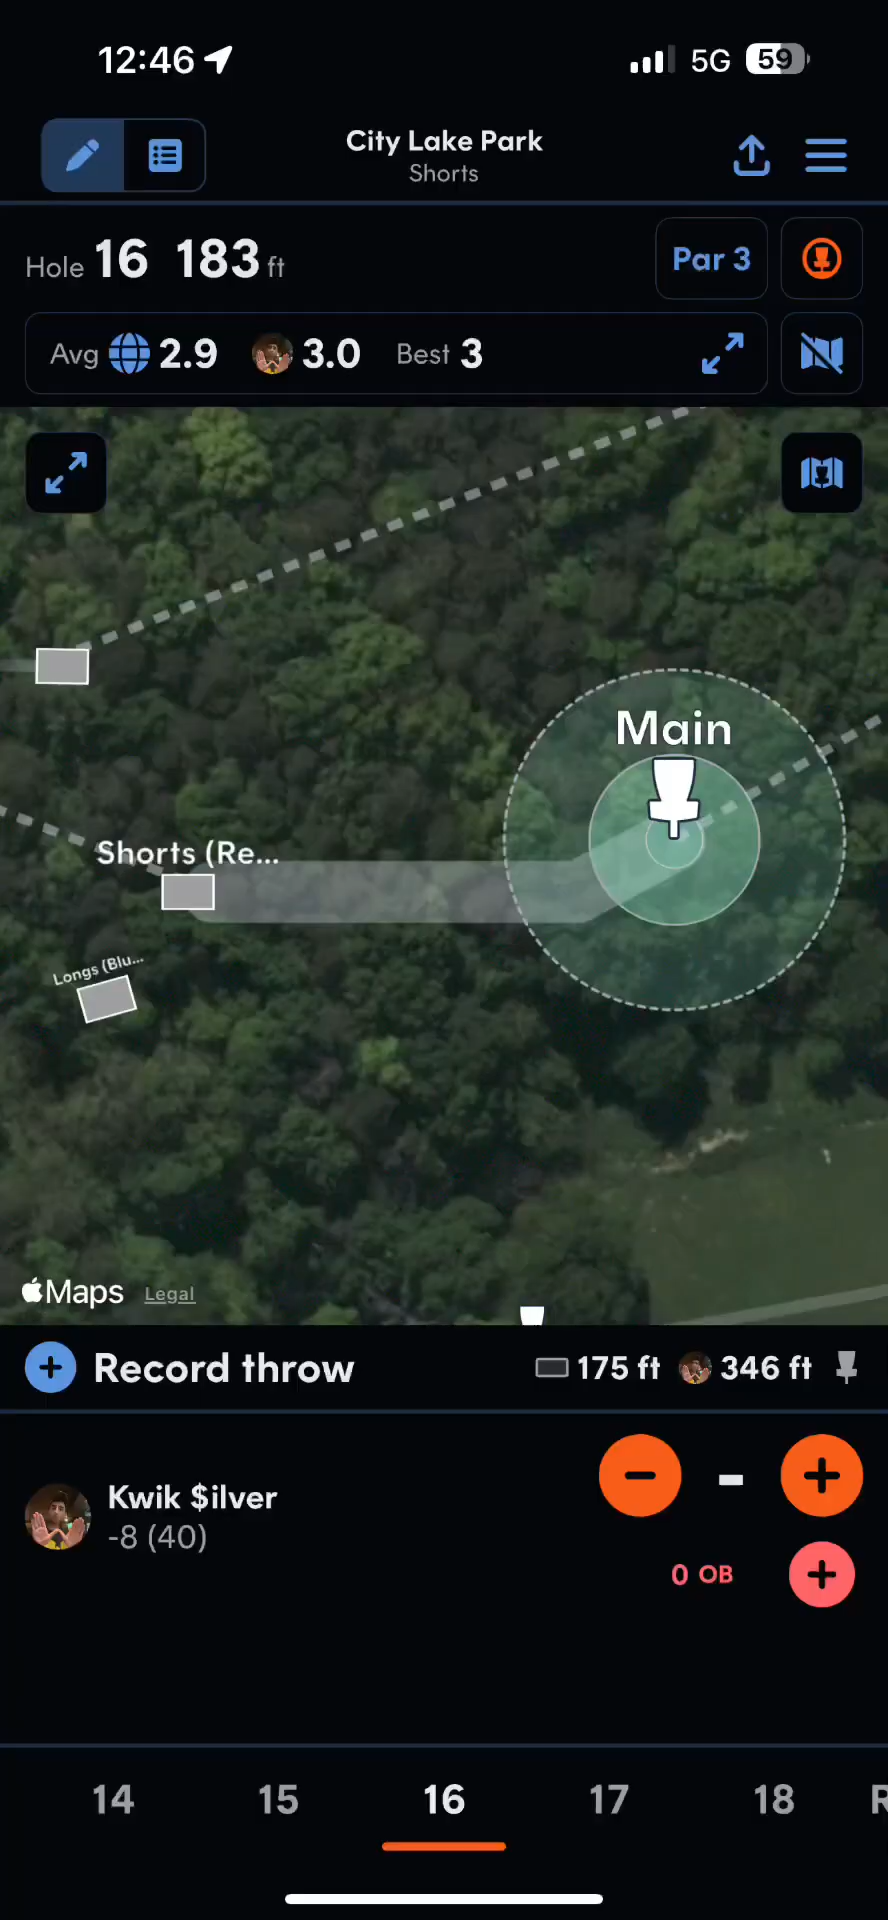 12:46
5G 59
City Lake Park
Shorts
Hole 16 183 ft
Par 3
Avg 2.9 3.0 Best 3
Main
Shorts (Re...
Longs (Blu...
Maps Legal
Record throw
175 ft 346 ft
Kwik $ilver
-8 (40)
-
0 OB
14 15 16 17 18 R